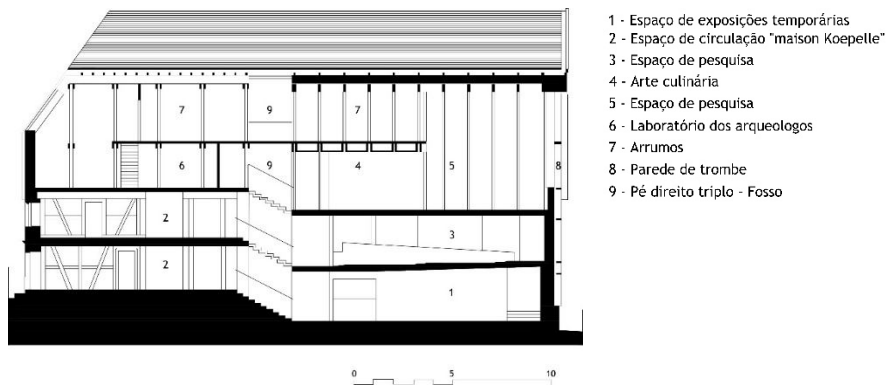 1 - Espaço de exposições temporárias
2 - Espaço de circulação "maison Koepelle"
3 - Espaço de pesquisa
4 - Arte culinária
5 - Espaço de pesquisa
6 - Laboratório dos arqueologos
7 - Arrumos
8 - Parede de trombe
9 - Pé direito triplo - Fosso
7 9 7
6 9 4 5 8
2 3
2 1
0 5 10